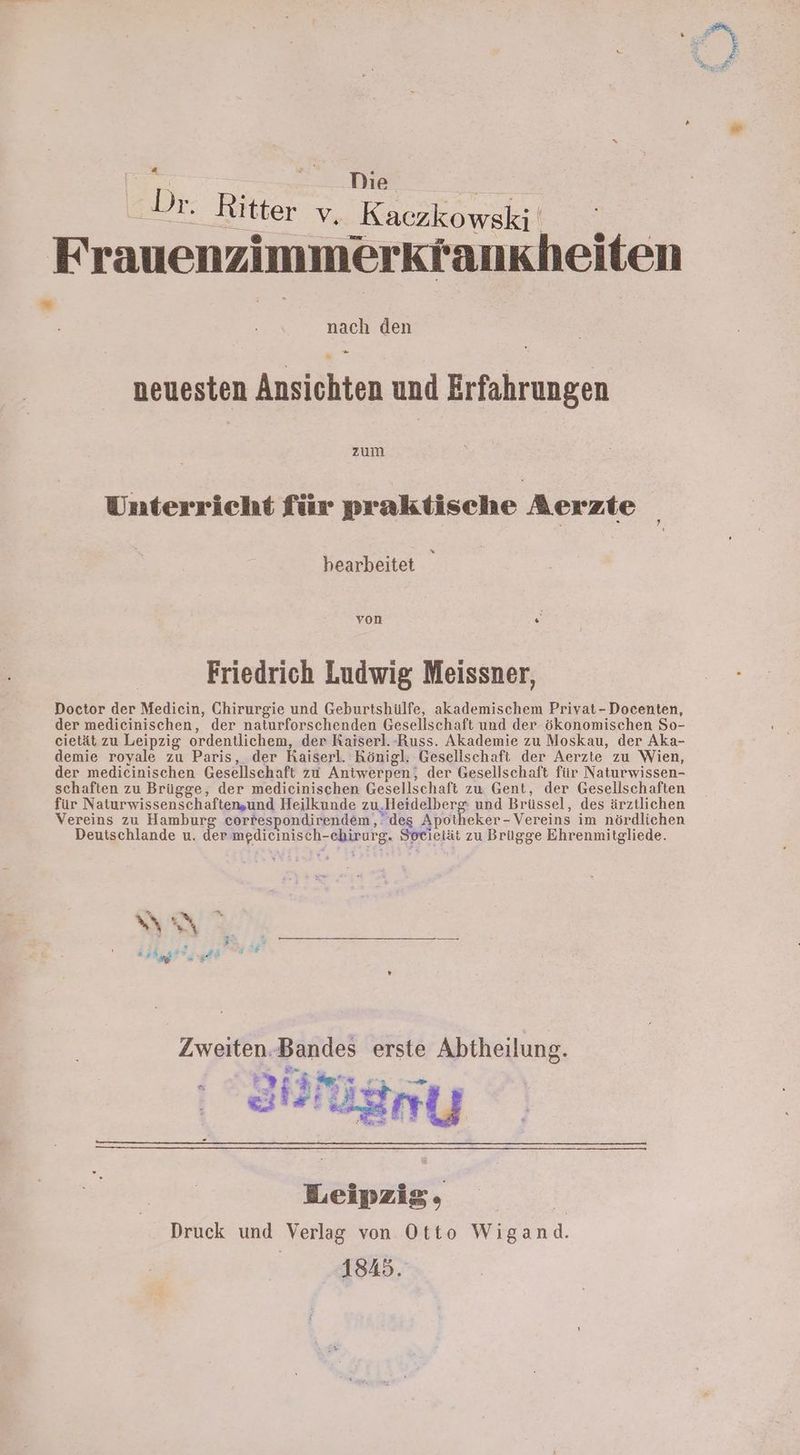 Die
Dr. Ritter v. Kaczkowski
Frauenzimmerkrankheiten
nach den
neuesten Ansichten und Erfahrungen
zum
Unterricht für praktische Aerzte
bearbeitet
von
Friedrich Ludwig Meissner,
Doctor der Medicin, Chirurgie und Geburtshülfe, akademischem Privat-Docenten,
der medicinischen, der naturforschenden Gesellschaft und der ökonomischen So-
cietät zu Leipzig ordentlichem, der Kaiserl. Russ. Akademie zu Moskau, der Aka-
demie royale zu Paris, der Kaiserl. Königl. Gesellschaft der Aerzte zu Wien,
der medicinischen Gesellschaft zu Antwerpen, der Gesellschaft für Naturwissen-
schaften zu Brügge, der medicinischen Gesellschaft zu Gent, der Gesellschaften
für Naturwissenschaften und Heilkunde zu Heidelberg und Brüssel, des ärztlichen
Vereins zu Hamburg correspondirendem, des Apotheker-Vereins im nördlichen
Deutschlande u. der medicinisch-chirurg. Societät zu Brügge Ehrenmitgliede.
Zweiten Bandes erste Abtheilung.
Leipzig,
Druck und Verlag von Otto Wigand.
1845.